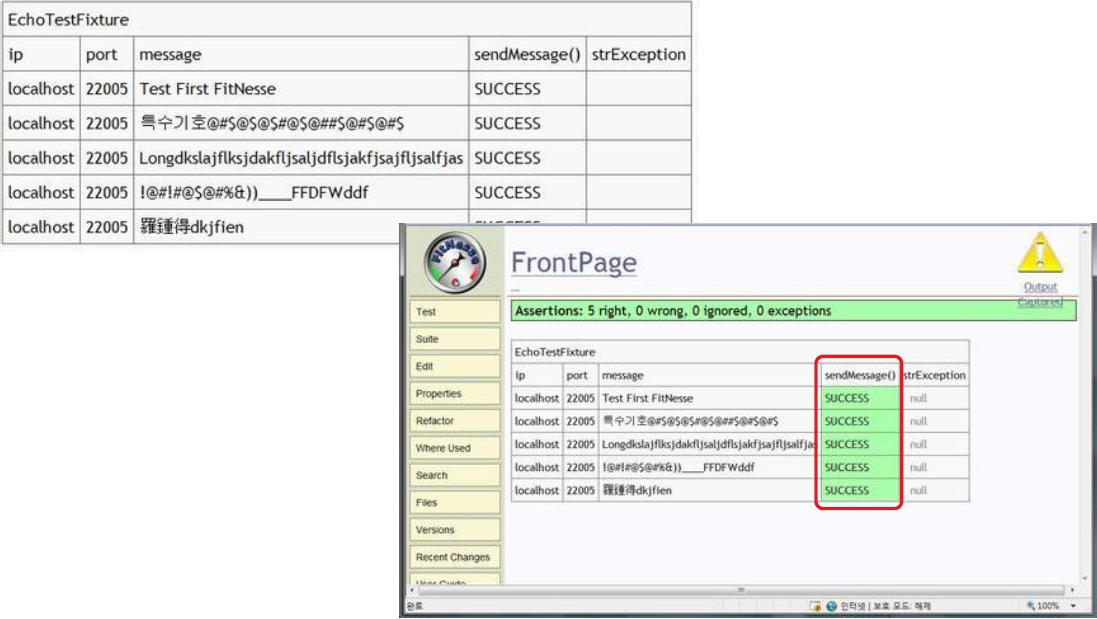 EchoTestFixture
ip port message sendMessage() strException
localhost 22005 Test First FitNesse SUCCESS
localhost 22005 특수기호@#$@$@$#@$@##$@#$@#$ SUCCESS
localhost 22005 Longdkslajflksjdakfljsaljdflsjakfjsajfljsalfjas SUCCESS
localhost 22005 !@#!#@$@#%&))____FFDFWddf SUCCESS
localhost 22005 羅鍾得dkjfien SUCCESS
FitNesse
FrontPage
Output
Captured
Assertions: 5 right, 0 wrong, 0 ignored, 0 exceptions
Test
Suite
Edit
Properties
Refactor
Where Used
Search
Files
Versions
Recent Changes
User Guide
EchoTestFixture
ip port message sendMessage() strException
localhost 22005 Test First FitNesse SUCCESS null
localhost 22005 특수기호@#$@$@$#@$@##$@#$@#$ SUCCESS null
localhost 22005 Longdkslajflksjdakfljsaljdflsjakfjsajfljsalfjas SUCCESS null
localhost 22005 !@#!#@$@#%&))____FFDFWddf SUCCESS null
localhost 22005 羅鍾得dkjfien SUCCESS null
완료 인터넷 | 보호 모드: 해제 100%